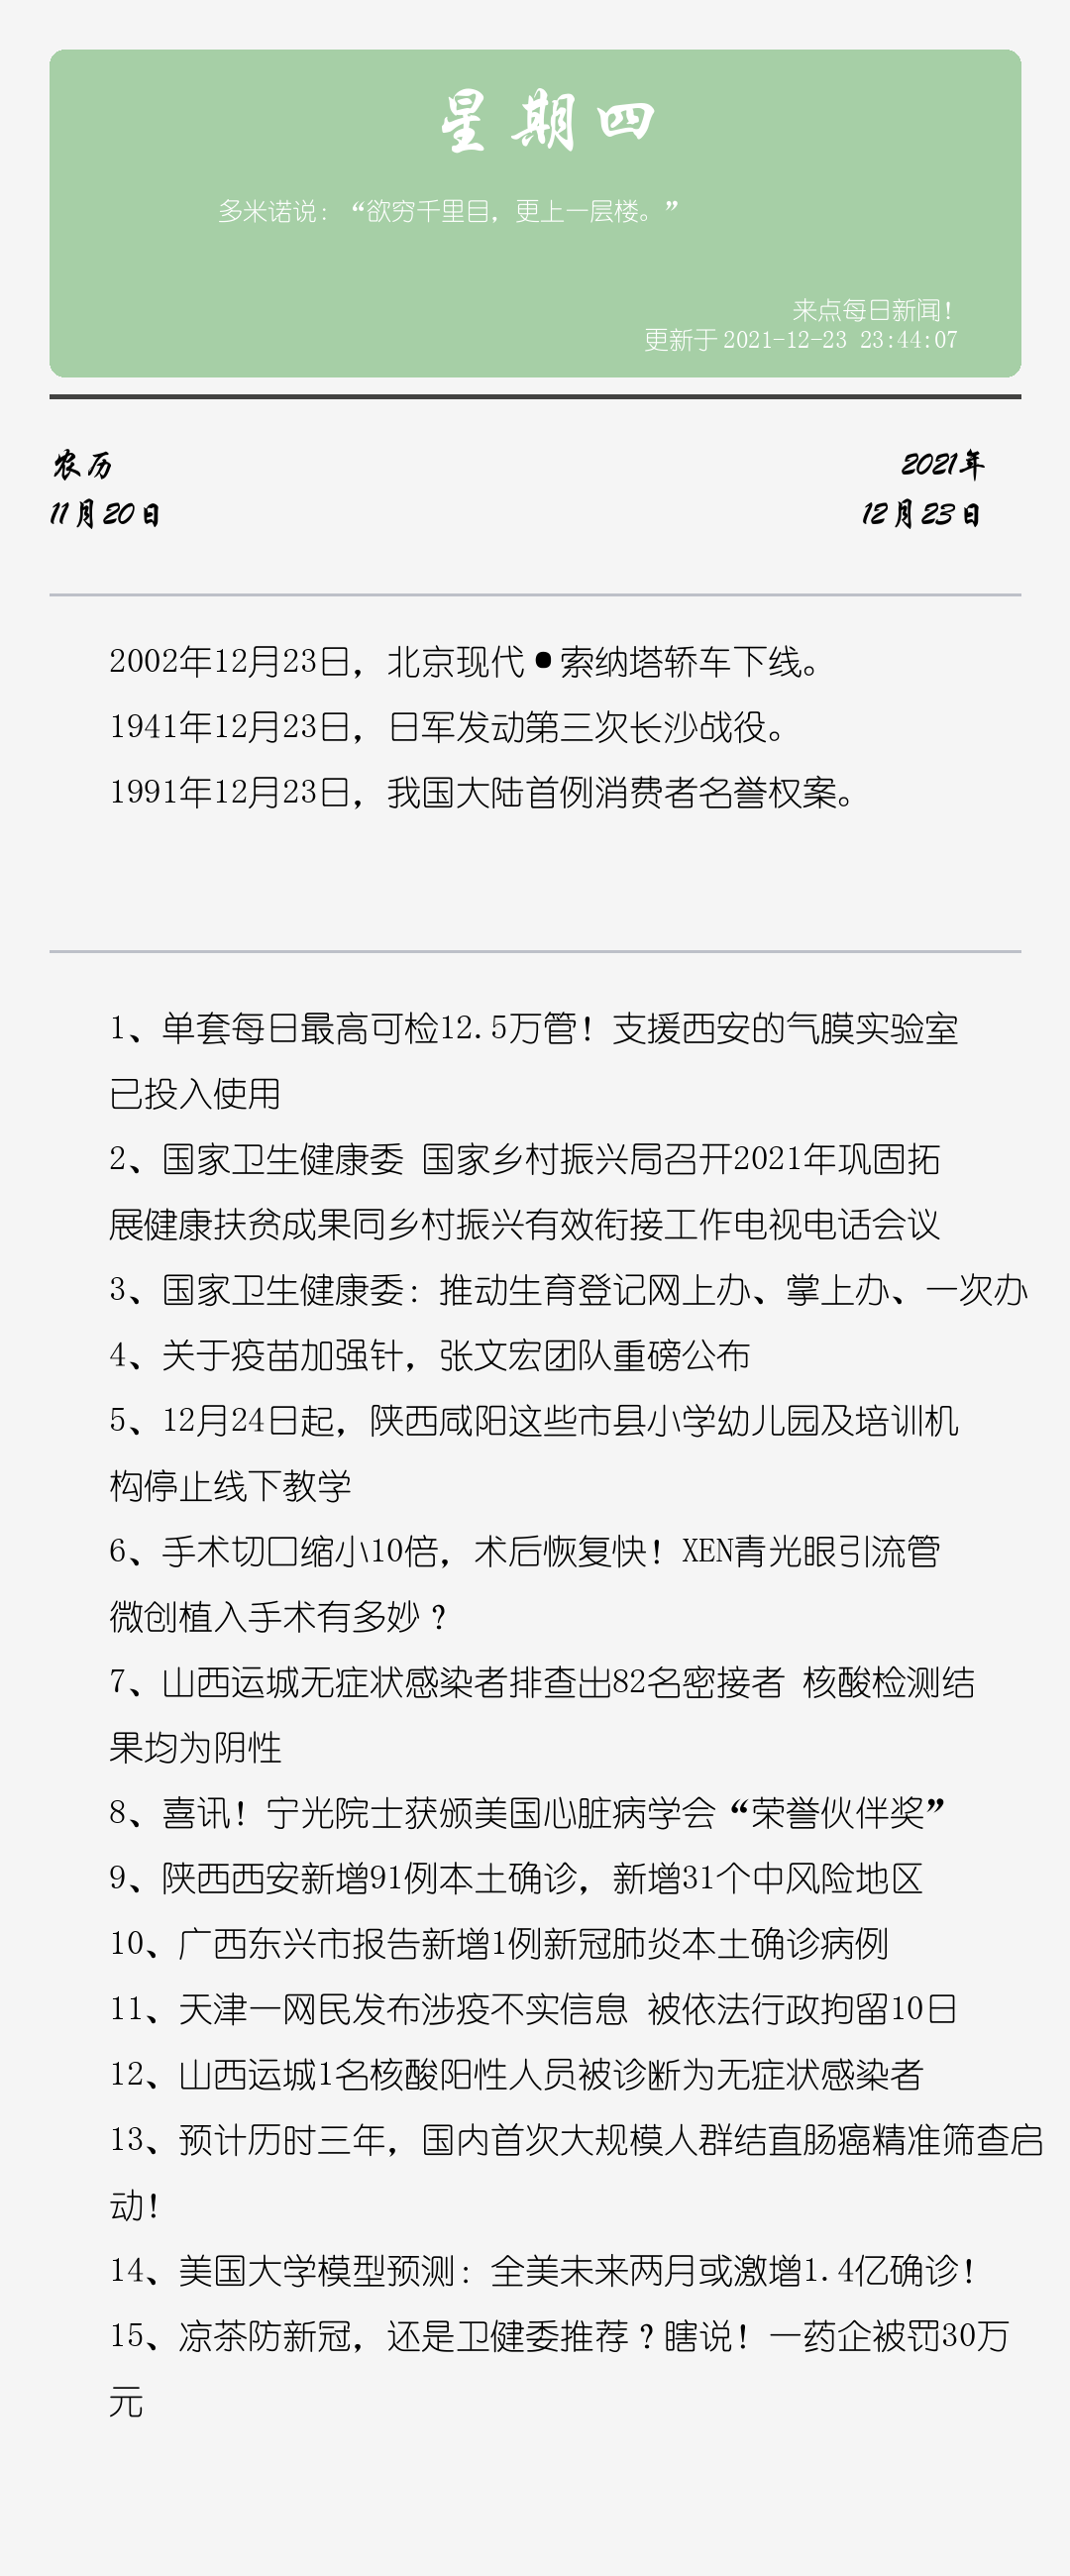 星期四
多米诺说：“欲穷千里目，更上一层楼。”
来点每日新闻！
更新于 2021-12-23 23:44:07
农历
2021年
11月20日
12月23日
2002年12月23日，北京现代●索纳塔轿车下线。
1941年12月23日，日军发动第三次长沙战役。
1991年12月23日，我国大陆首例消费者名誉权案。
1、单套每日最高可检12.5万管！支援西安的气膜实验室
已投入使用
2、国家卫生健康委 国家乡村振兴局召开2021年巩固拓
展健康扶贫成果同乡村振兴有效衔接工作电视电话会议
3、国家卫生健康委：推动生育登记网上办、掌上办、一次办
4、关于疫苗加强针，张文宏团队重磅公布
5、12月24日起，陕西咸阳这些市县小学幼儿园及培训机
构停止线下教学
6、手术切口缩小10倍，术后恢复快！XEN青光眼引流管
微创植入手术有多妙？
7、山西运城无症状感染者排查出82名密接者 核酸检测结
果均为阴性
8、喜讯！宁光院士获颁美国心脏病学会“荣誉伙伴奖”
9、陕西西安新增91例本土确诊，新增31个中风险地区
10、广西东兴市报告新增1例新冠肺炎本土确诊病例
11、天津一网民发布涉疫不实信息 被依法行政拘留10日
12、山西运城1名核酸阳性人员被诊断为无症状感染者
13、预计历时三年，国内首次大规模人群结直肠癌精准筛查启
动！
14、美国大学模型预测：全美未来两月或激增1.4亿确诊！
15、凉茶防新冠，还是卫健委推荐？瞎说！一药企被罚30万
元